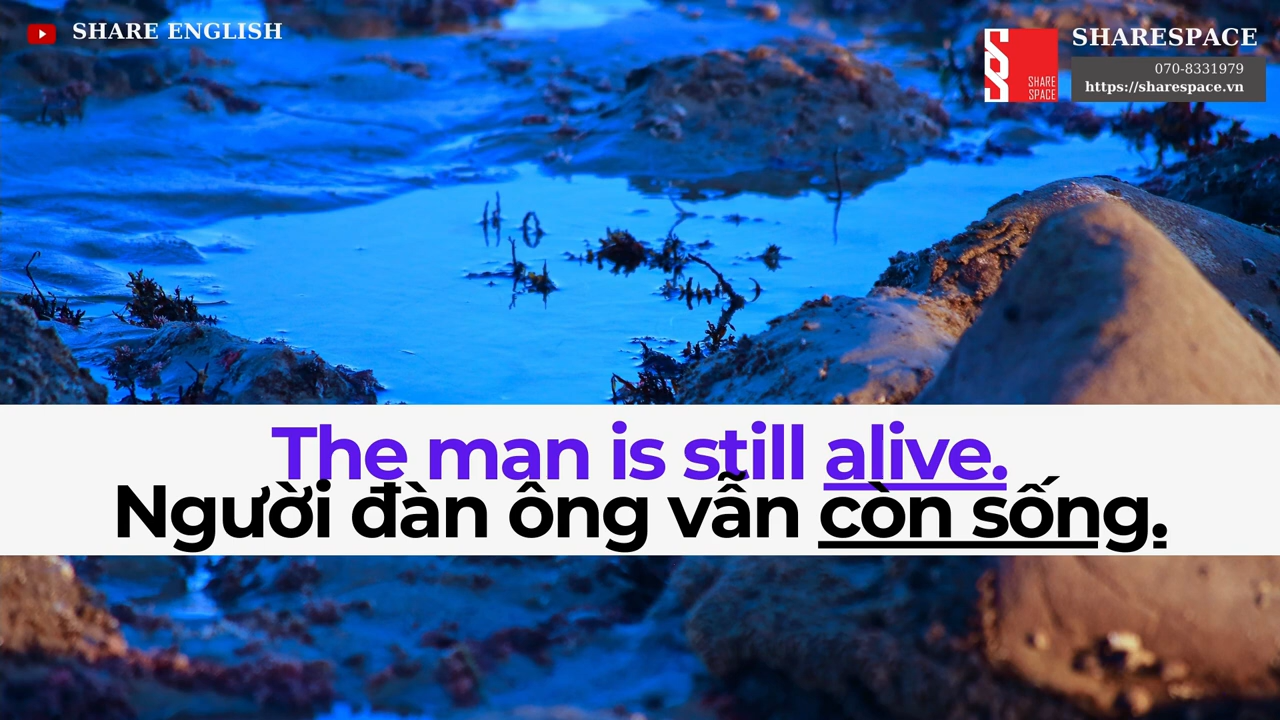 SHARE ENGLISH
SHARESPACE
070-8331979
https://sharespace.vn
SHARE
SPACE
The man is still alive.
Người đàn ông vẫn còn sống.